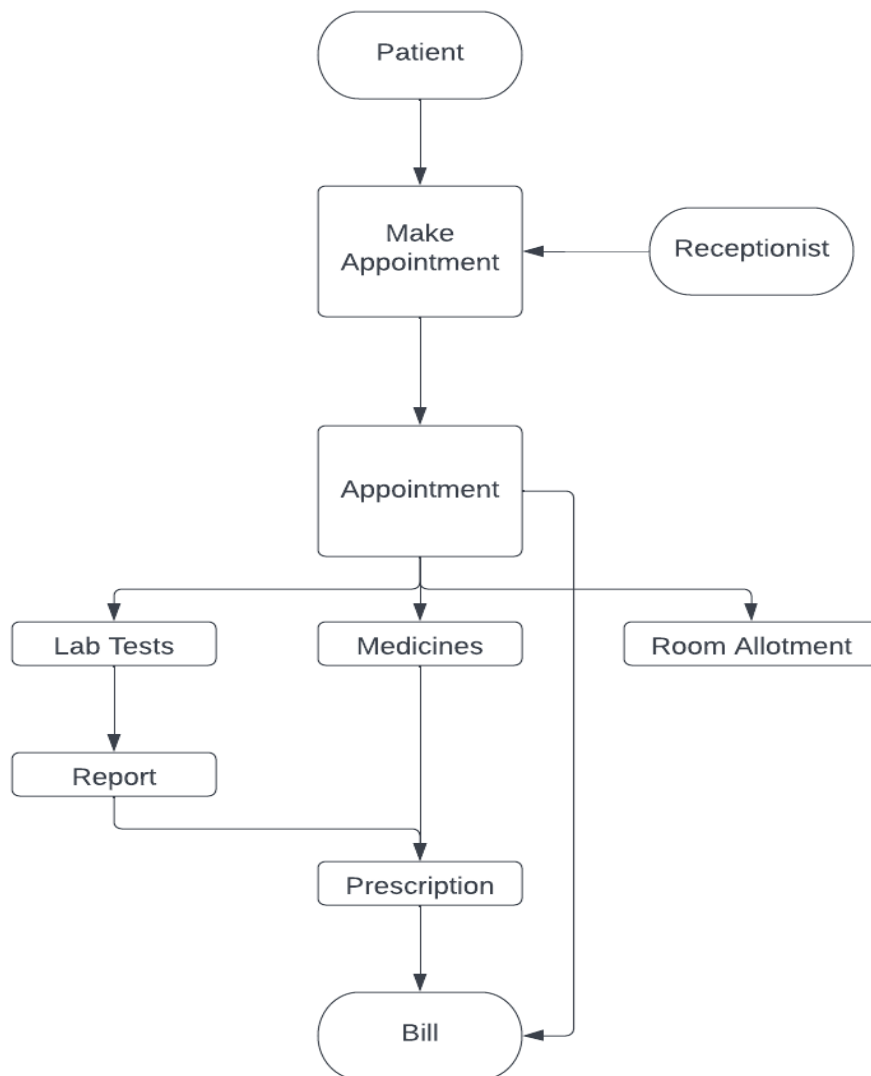 Patient
Make
Appointment
Receptionist
Appointment
Lab Tests
Medicines
Room Allotment
Report
Prescription
Bill